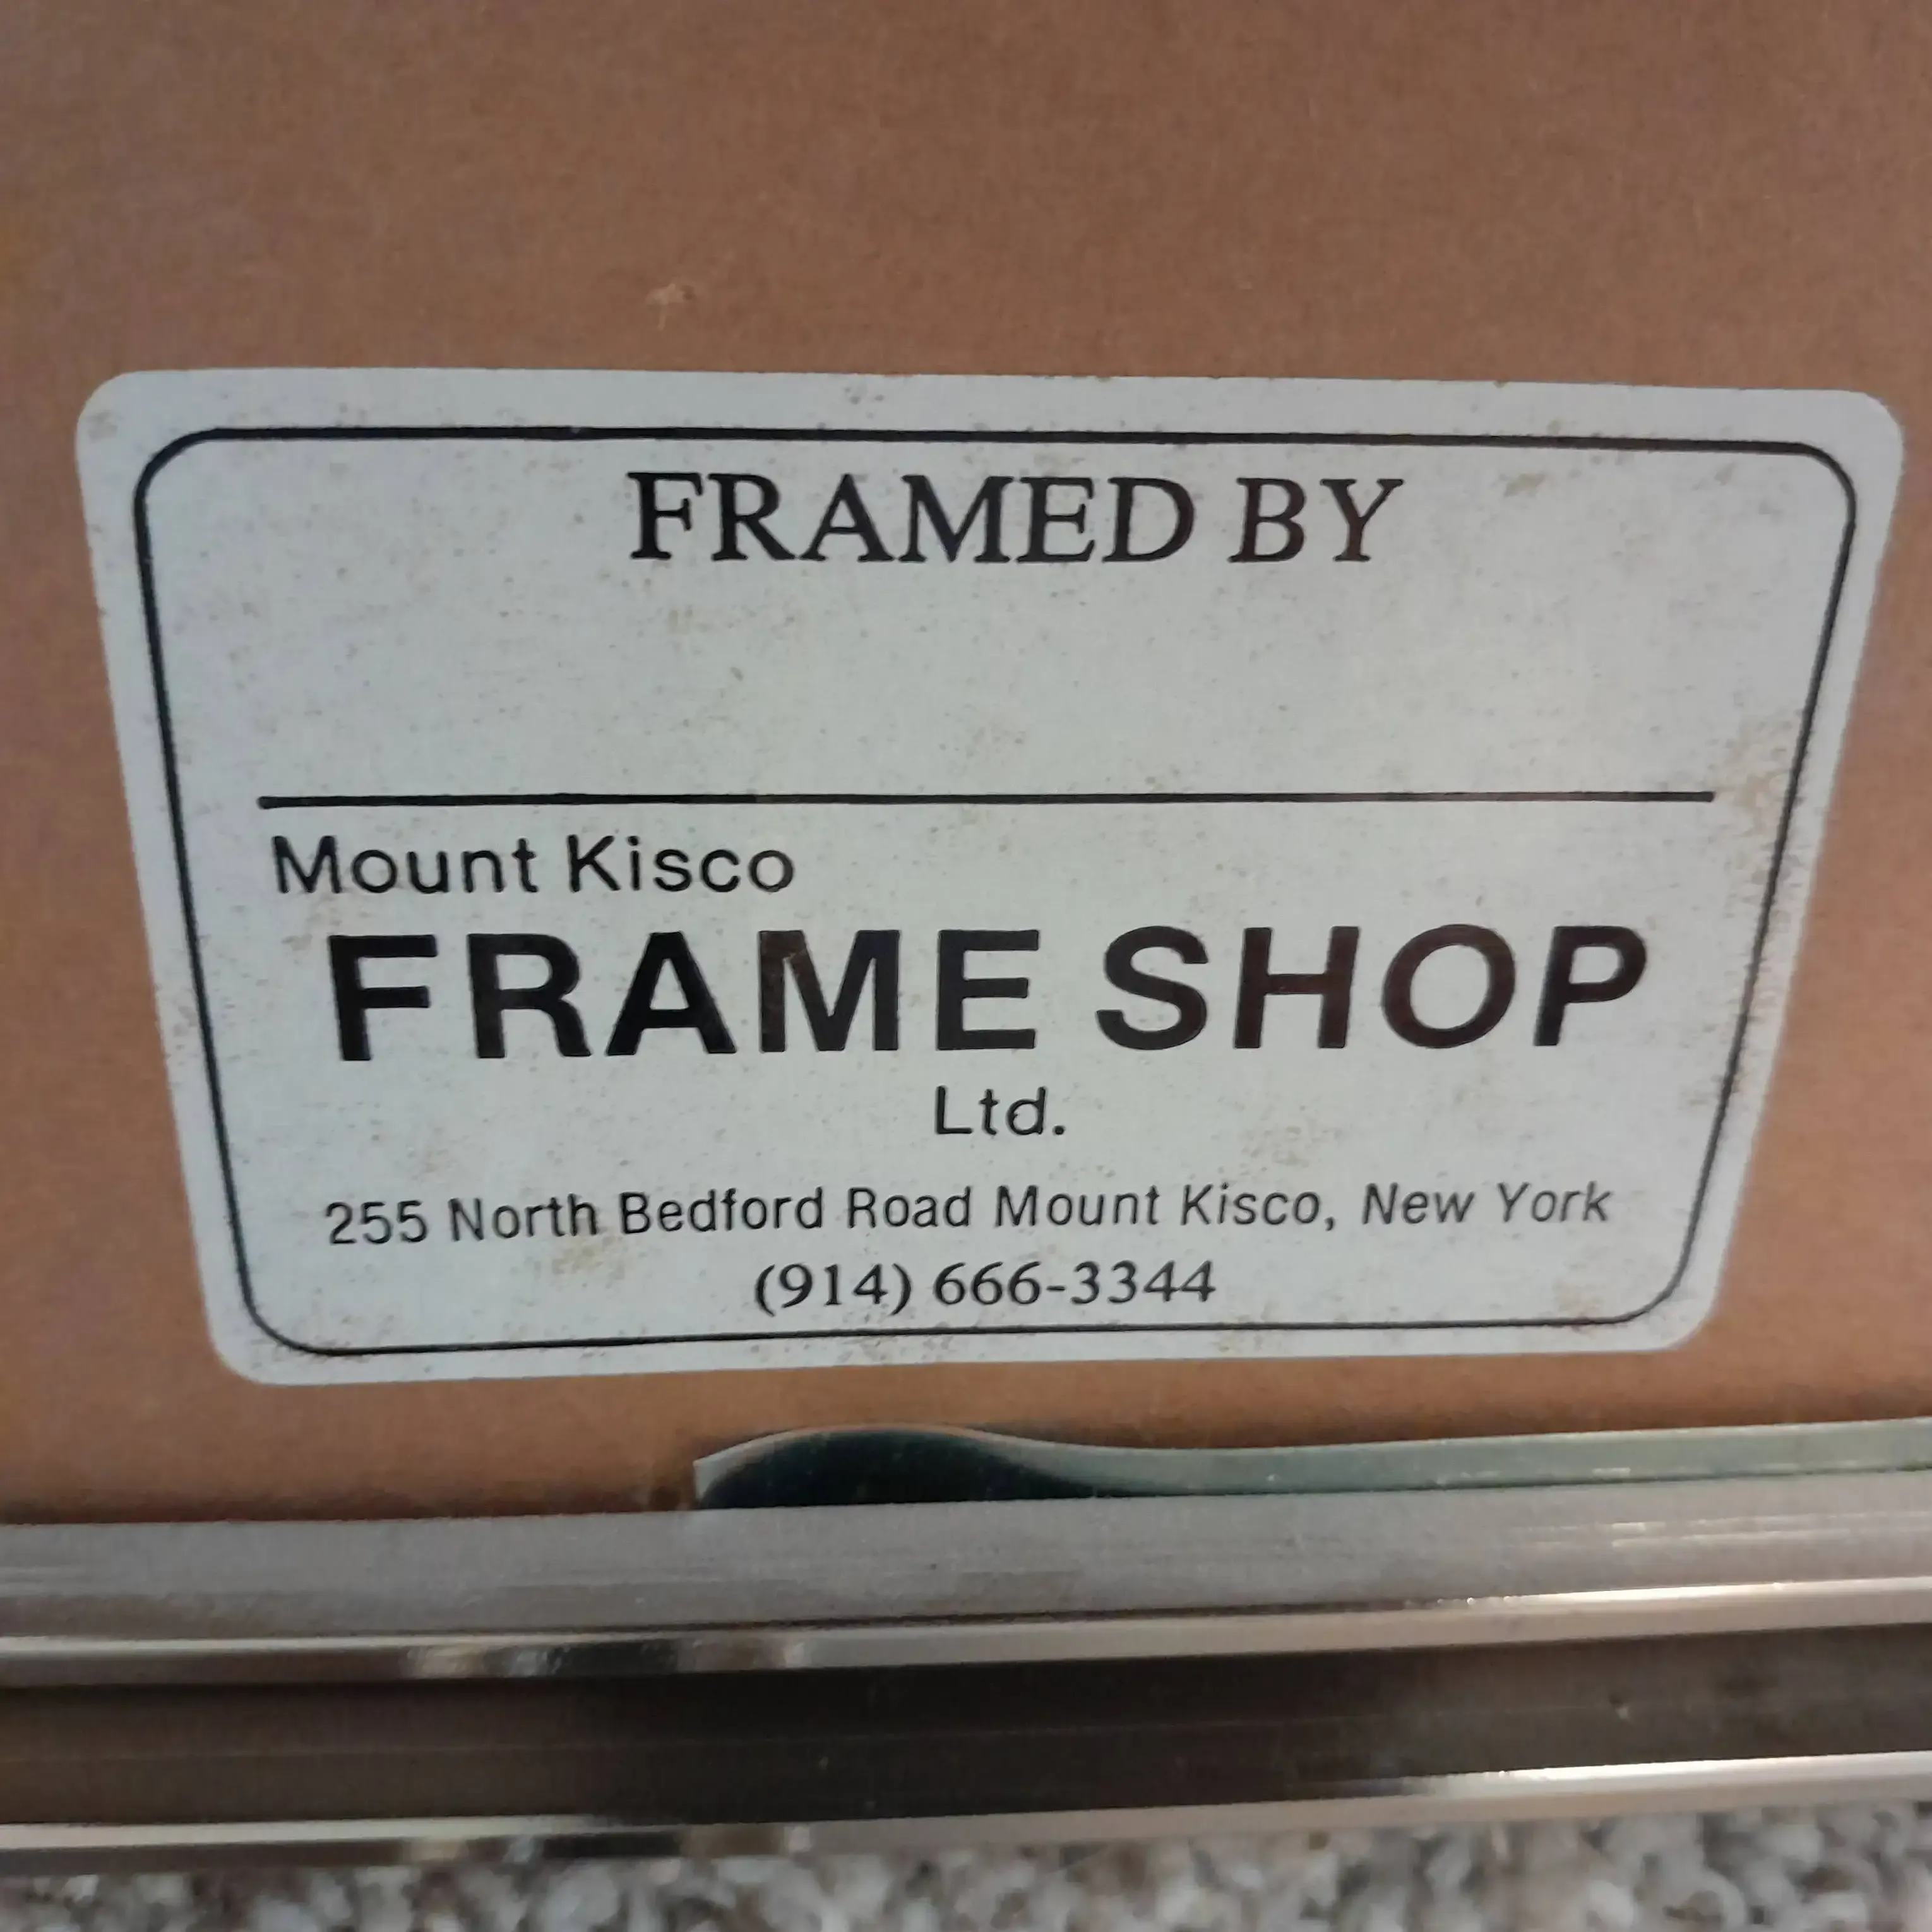 FRAMED BY
Mount Kisco
FRAME SHOP
Ltd.
255 North Bedford Road Mount Kisco, New York
(914) 666-3344